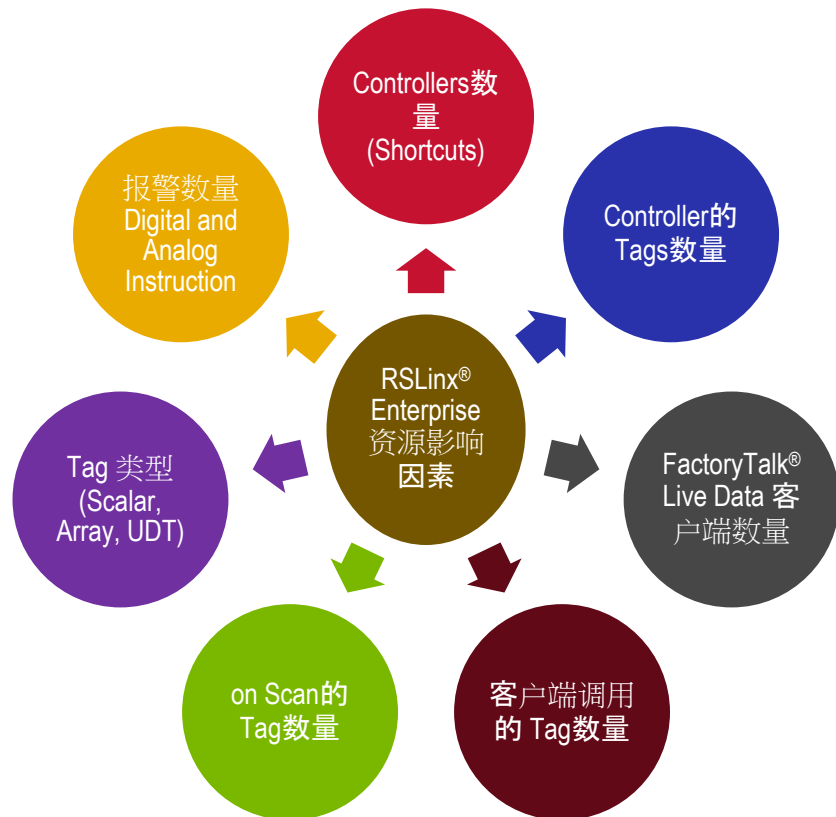 Controllers数
量
(Shortcuts)
报警数量
Digital and
Analog
Instruction
Controller的
Tags数量
RSLinx®
Enterprise
资源影响
因素
Tag 类型
(Scalar,
Array, UDT)
FactoryTalk®
Live Data 客
户端数量
on Scan的
Tag数量
客户端调用
的 Tag数量